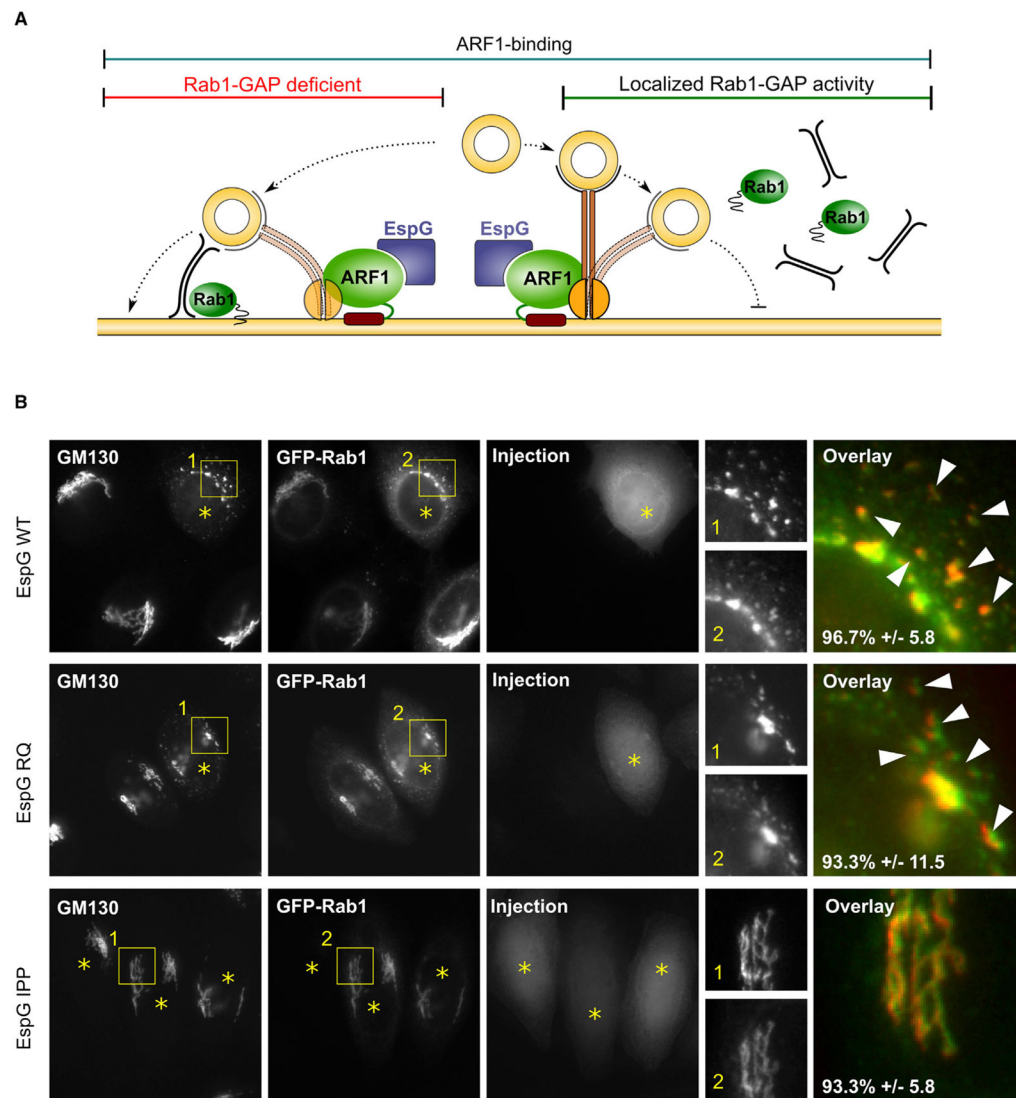 A
ARF1-binding
Rab1-GAP deficient
Localized Rab1-GAP activity
Rab1
Rab1
EspG
EspG
ARF1
ARF1
Rab1
B
EspG WT
GM130
1
*
GFP-Rab1
2
*
Injection
*
1
2
Overlay
96.7% +/- 5.8
EspG RQ
GM130
1
*
GFP-Rab1
2
*
Injection
*
1
2
Overlay
93.3% +/- 11.5
EspG IPP
GM130
1
* * *
GFP-Rab1
2
* * *
Injection
* * *
1
2
Overlay
93.3% +/- 5.8